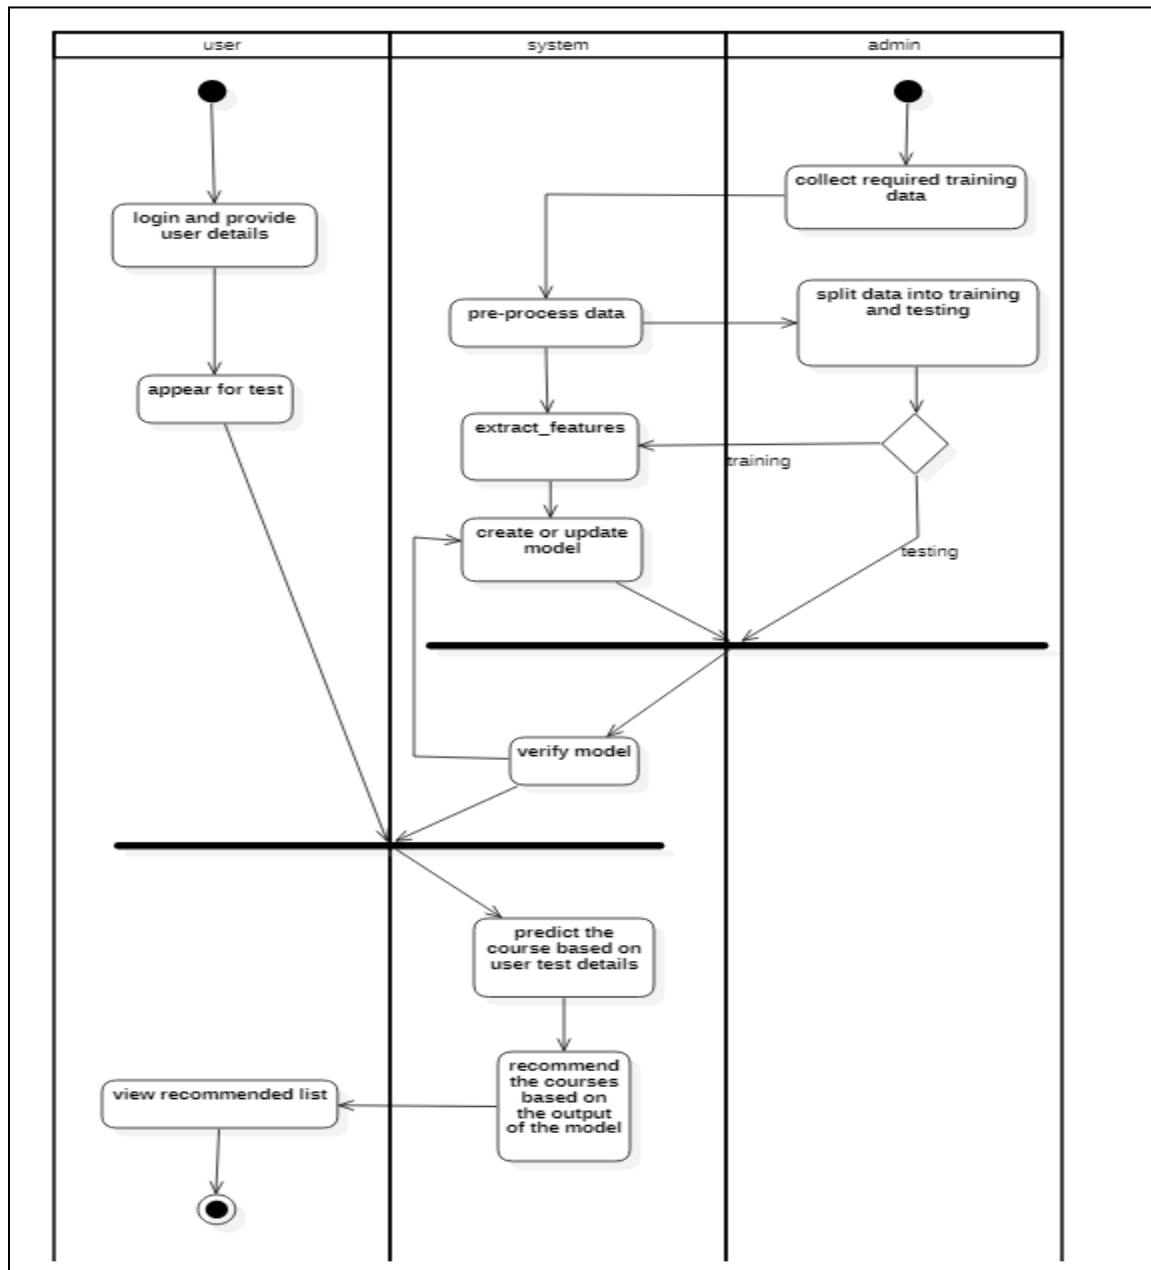 user
system
admin
collect required training
data
login and provide
user details
split data into training
and testing
pre-process data
appear for test
extract_features
training
create or update
model
testing
verify model
predict the
course based on
user test details
recommend
the courses
based on
the output
of the model
view recommended list